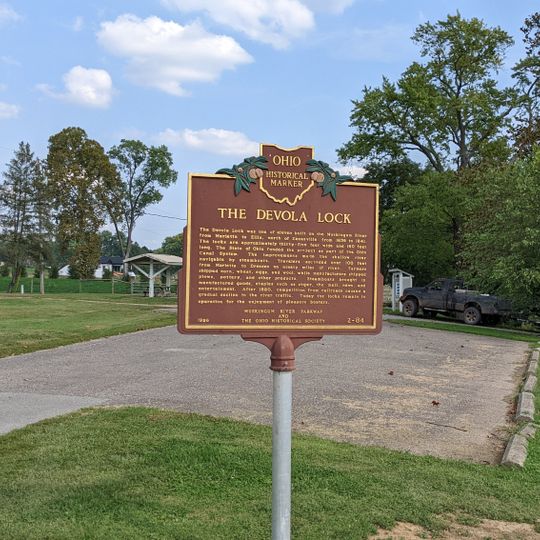 OHIO
HISTORICAL
MARKER
THE DEVOLA LOCK
The Devola Lock was one of eleven built on the Muskingum River
from Marietta to Ellis, north of Zanesville from 1836 to 1841.
The locks are approximately thirty-five feet wide and 160 feet
long. The State of Ohio funded the project as part of the Ohio
Canal System. The improvements made the shallow river
navigable by steamboats. Travelers ascended over 100 feet
from Marietta to Dresden on ninety miles of river. Farmers
shipped pork, wheat, eggs, and wool while manufacturers shipped
plows, pottery, and other products. Steamboats brought in
manufactured goods, staples such as sugar, the mail, news and
entertainment. After 1860, competition from railroads caused a
gradual decline in the river traffic. Today the locks remain in
operation for the enjoyment of pleasure boaters.
MUSKINGUM RIVER PARKWAY
AND
THE OHIO HISTORICAL SOCIETY
2-84